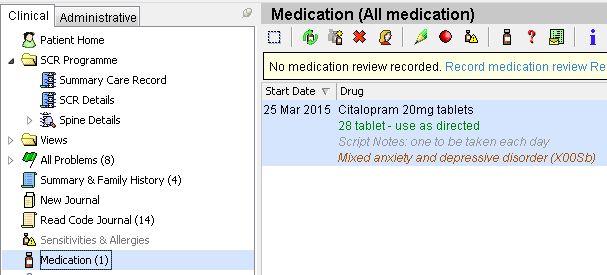 Clinical
Administrative
Patient Home
SCR Programme
Summary Care Record
SCR Details
Spine Details
Views
All Problems (8)
Summary & Family History (4)
New Journal
Read Code Journal (14)
Sensitivities & Allergies
Medication (1)
Medication (All medication)
No medication review recorded. Record medication review Re
Start Date Drug
25 Mar 2015 Citalopram 20mg tablets
28 tablet - use as directed
Script Notes: one to be taken each day
Mixed anxiety and depressive disorder (X00Sb)